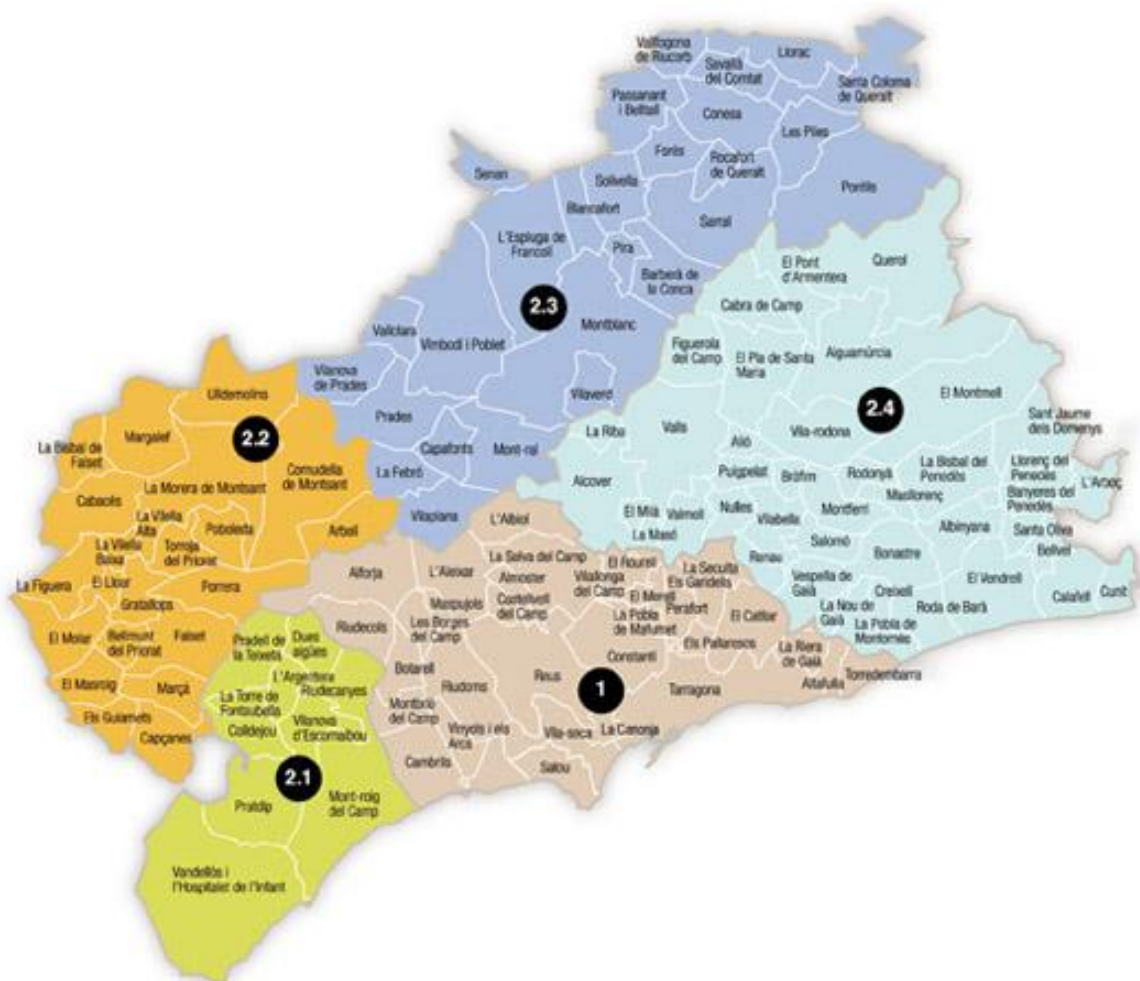 Vallfogona
de Riucorb
Savallà
del Comtat
Llorac
Santa Coloma
de Queralt
Passanant
i Belltall
Conesa
Les Piles
Forès
Rocafort
de Queralt
Senan
Solivella
Pontils
Blancafort
Sarral
L'Espluga de
Francolí
Pira
Barberà de
la Conca
2.3
Montblanc
Vallclara
Vimbodí i Poblet
Vilanova
de Prades
Vilaverd
Prades
Capafonts
Mont-ral
La Febró
Vilaplana
El Pont
d'Armentera
Querol
Cabra de Camp
Figuerola
del Camp
El Pla de Santa
Maria
Aiguamúrcia
2.4
El Montmell
Sant Jaume
dels Domenys
La Riba
Valls
Alió
Vila-rodona
Puigpelat
Bràfim
Rodonyà
La Bisbal del
Penedès
Llorenç del
Penedès
L'Arboç
Alcover
Masllorenç
Banyeres del
Penedès
El Milà
Vallmoll
Nulles
Vilabella
Montferri
Albinyana
Santa Oliva
La Masó
Salomó
Bellvei
Renau
Bonastre
Vespella de
Gaià
Creixell
El Vendrell
Calafell
Cunit
La Nou de
Gaià
Roda de Barà
La Pobla de
Montornès
Ulldemolins
2.2
Margalef
La Bisbal de
Falset
Cornudella
de Montsant
Cabacés
La Morera de Montsant
La Vilella
Alta
Poboleda
Arbolí
La Vilella
Baixa
Torroja
del Priorat
La Figuera
El Lloar
Porrera
Gratallops
El Molar
Bellmunt
del Priorat
Falset
El Masroig
Marçà
Els Guiamets
Capçanes
L'Albiol
Alforja
L'Aleixar
La Selva del Camp
El Rourell
La Secuita
Almoster
Vilallonga
del Camp
Els Garidells
Maspujols
Castellvell
del Camp
El Morell
Perafort
Riudecols
Les Borges
del Camp
La Pobla
de Mafumet
El Catllar
Els Pallaresos
La Riera
de Gaià
Botarell
Constantí
Torredembarra
Riudoms
Reus
1
Tarragona
Altafulla
Montbrió
del Camp
Vinyols i els
Arcs
Vila-seca
La Canonja
Cambrils
Salou
Pradell de
la Teixeta
Dues
aigües
L'Argentera
Riudecanyes
La Torre de
Fontaubella
Colldejou
Vilanova
d'Escornalbou
2.1
Pratdip
Mont-roig
del Camp
Vandellòs i
l'Hospitalet de l'Infant